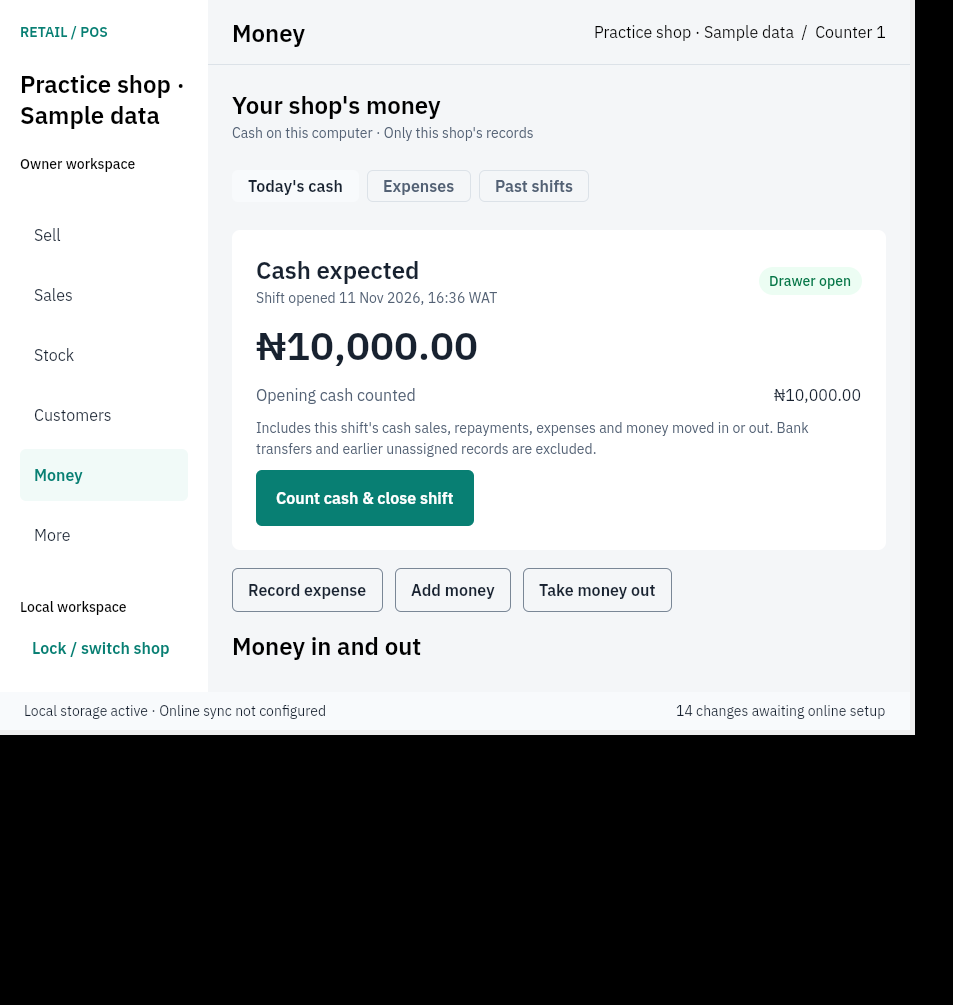 RETAIL / POS
Practice shop ·
Sample data
Owner workspace
Sell
Sales
Stock
Customers
Money
More
Local workspace
Lock / switch shop
Money
Practice shop · Sample data / Counter 1
Your shop's money
Cash on this computer · Only this shop's records
Today's cash
Expenses
Past shifts
Cash expected
Shift opened 11 Nov 2026, 16:36 WAT
Drawer open
₦10,000.00
Opening cash counted
₦10,000.00
Includes this shift's cash sales, repayments, expenses and money moved in or out. Bank
transfers and earlier unassigned records are excluded.
Count cash & close shift
Record expense
Add money
Take money out
Money in and out
Local storage active · Online sync not configured
14 changes awaiting online setup